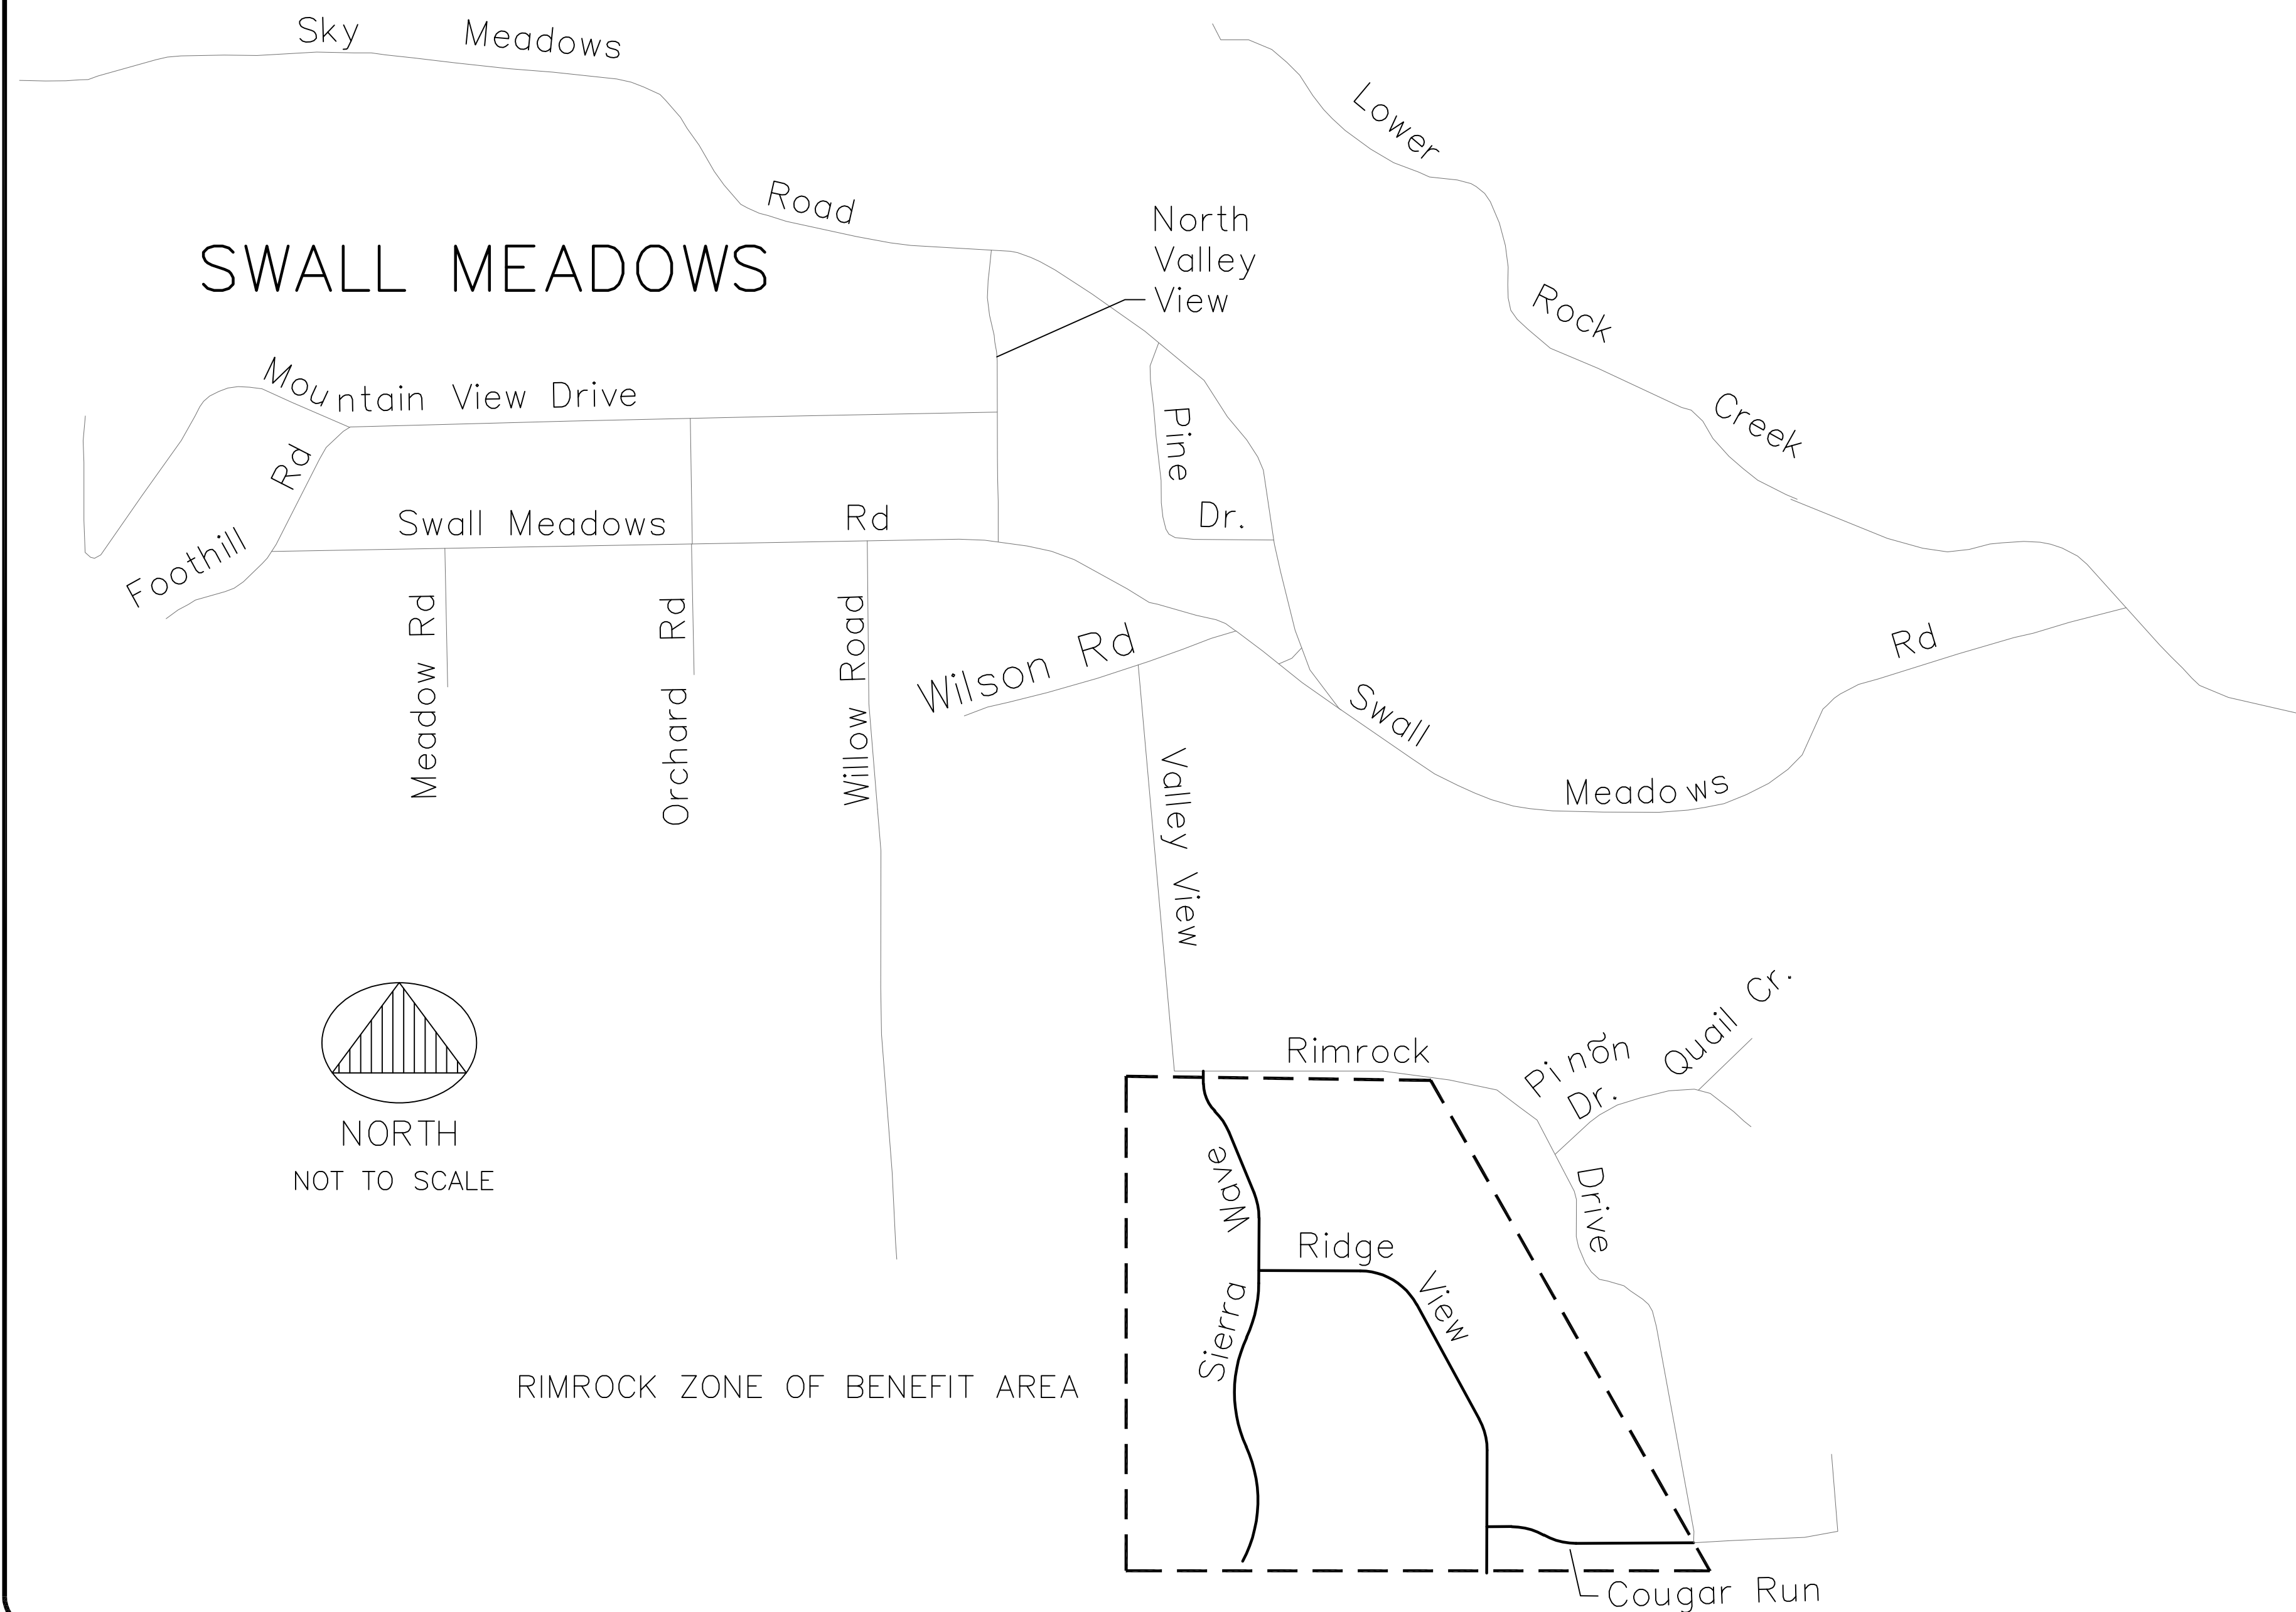 Sky Meadows Road
Lower Rock Creek
North
Valley
View
SWALL MEADOWS
Mountain View Drive
Foothill Rd
Pine Dr.
Swall Meadows Rd
Meadow Rd
Orchard Rd
Willow Road
Wilson Rd
Swall Meadows Rd
Valley View
NORTH
NOT TO SCALE
Rimrock Drive
Pinõn
Dr.
Quail Cr.
Sierra Wave
Ridge View
RIMROCK ZONE OF BENEFIT AREA
Cougar Run